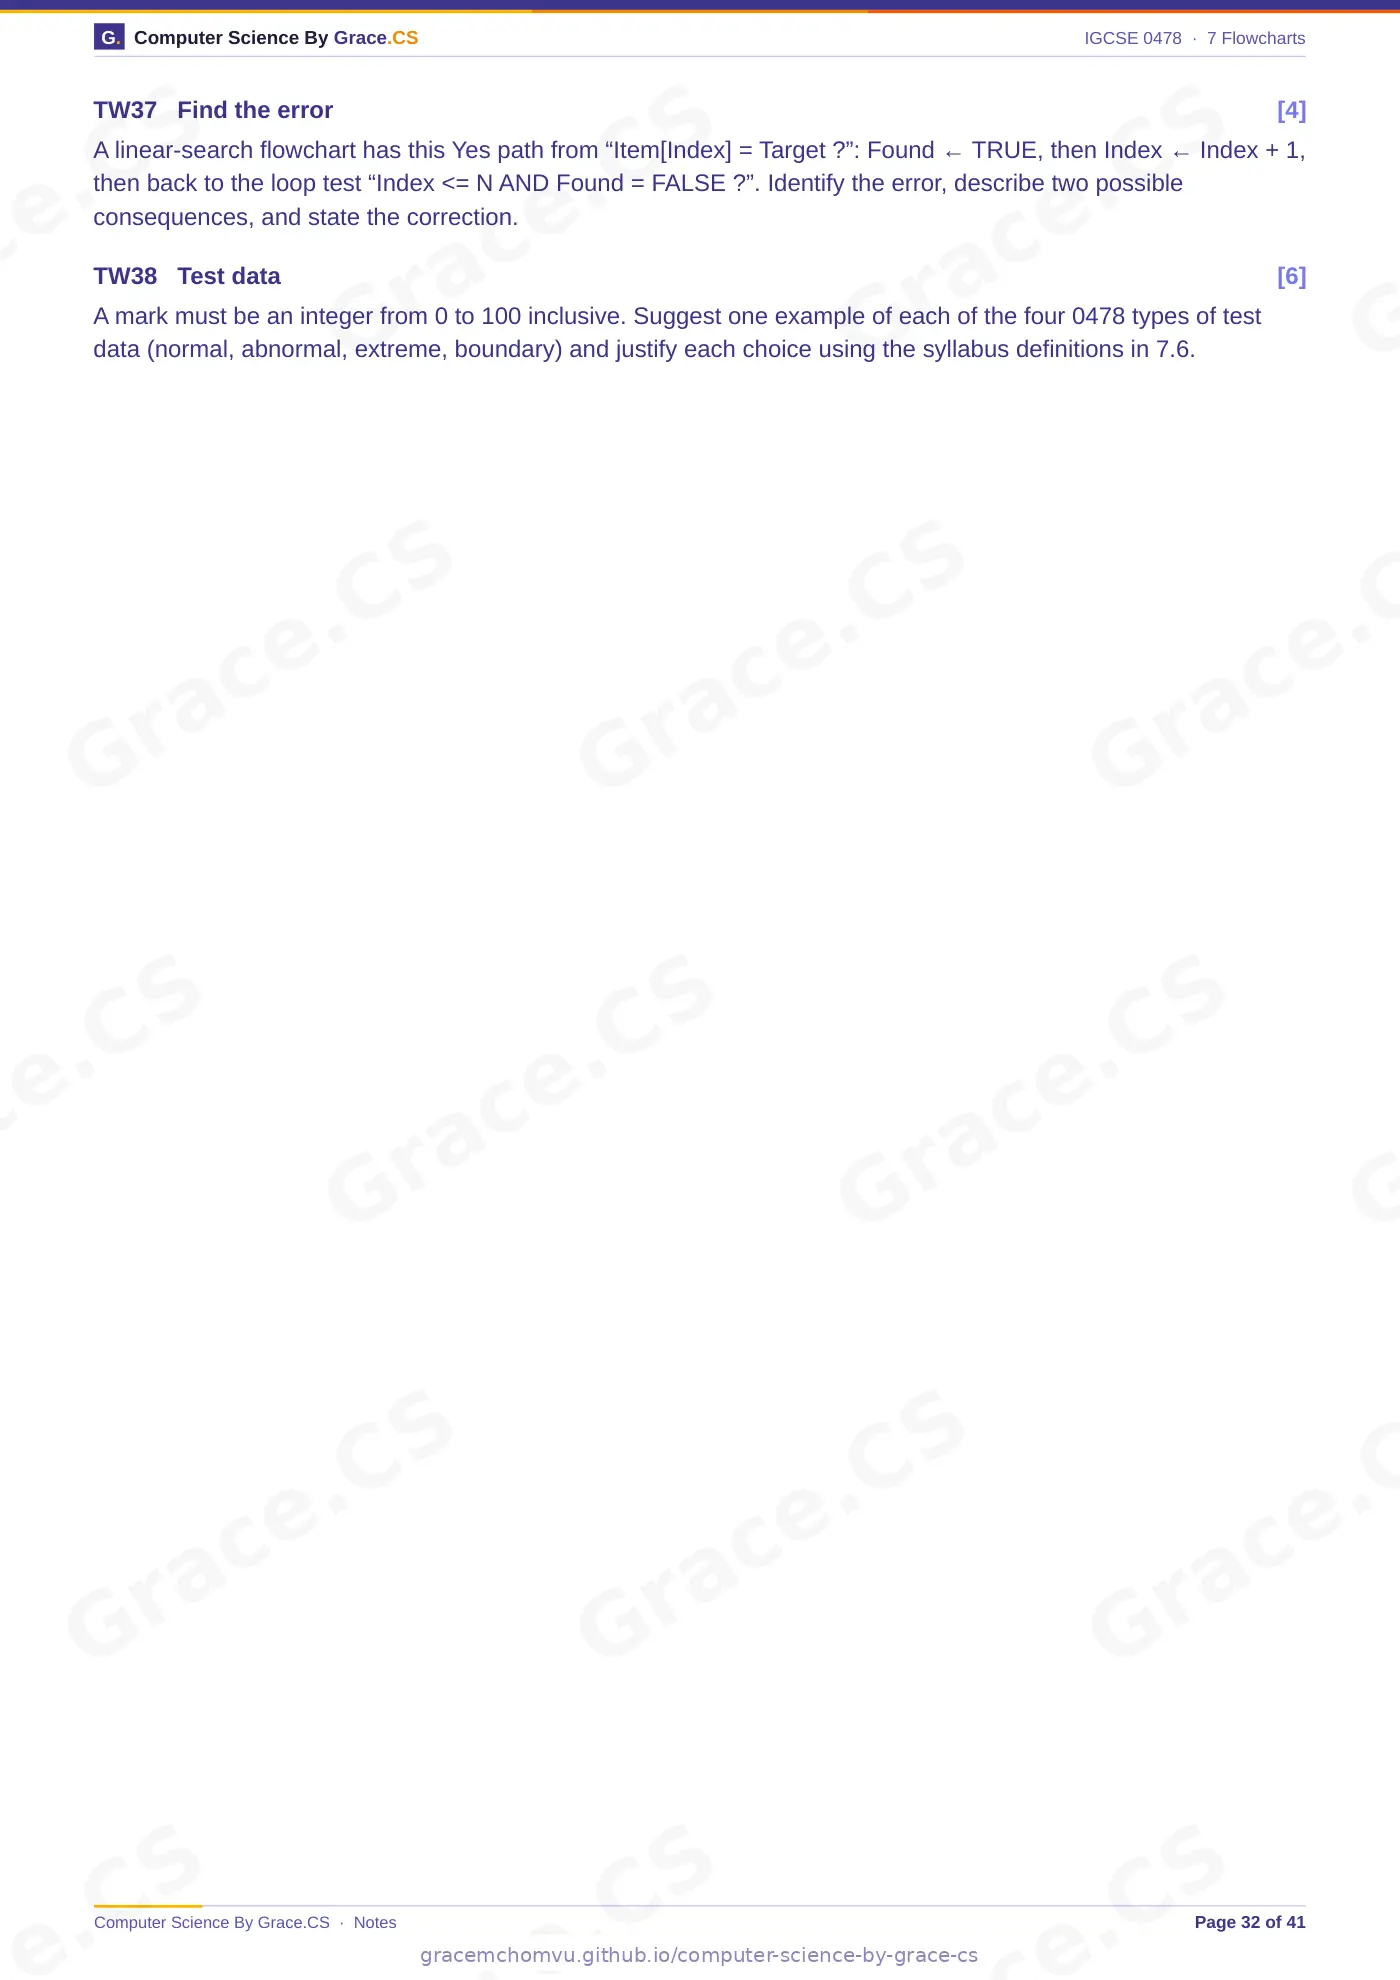 G. Computer Science By Grace.CS
IGCSE 0478 · 7 Flowcharts
TW37 Find the error [4]
A linear-search flowchart has this Yes path from “Item[Index] = Target ?”: Found ← TRUE, then Index ← Index + 1,
then back to the loop test “Index <= N AND Found = FALSE ?”. Identify the error, describe two possible
consequences, and state the correction.
TW38 Test data [6]
A mark must be an integer from 0 to 100 inclusive. Suggest one example of each of the four 0478 types of test
data (normal, abnormal, extreme, boundary) and justify each choice using the syllabus definitions in 7.6.
Computer Science By Grace.CS · Notes
Page 32 of 41
gracemchomvu.github.io/computer-science-by-grace-cs